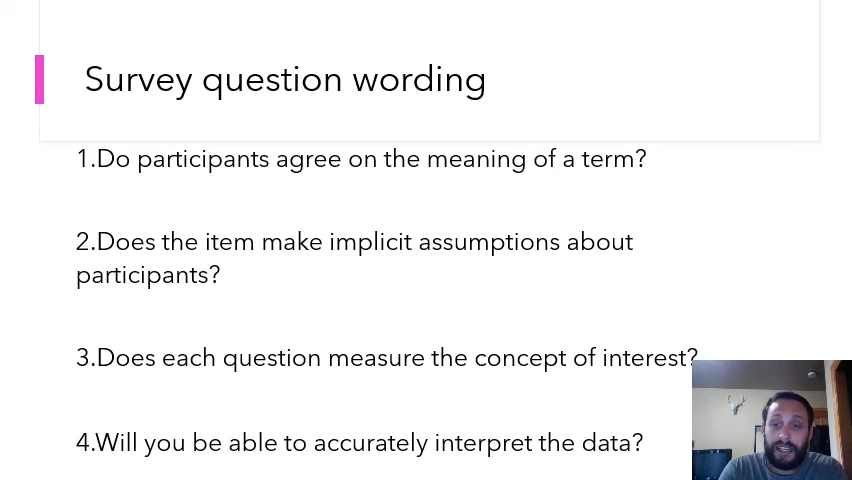 Survey question wording
1.Do participants agree on the meaning of a term?
2.Does the item make implicit assumptions about
participants?
3.Does each question measure the concept of interest?
4.Will you be able to accurately interpret the data?